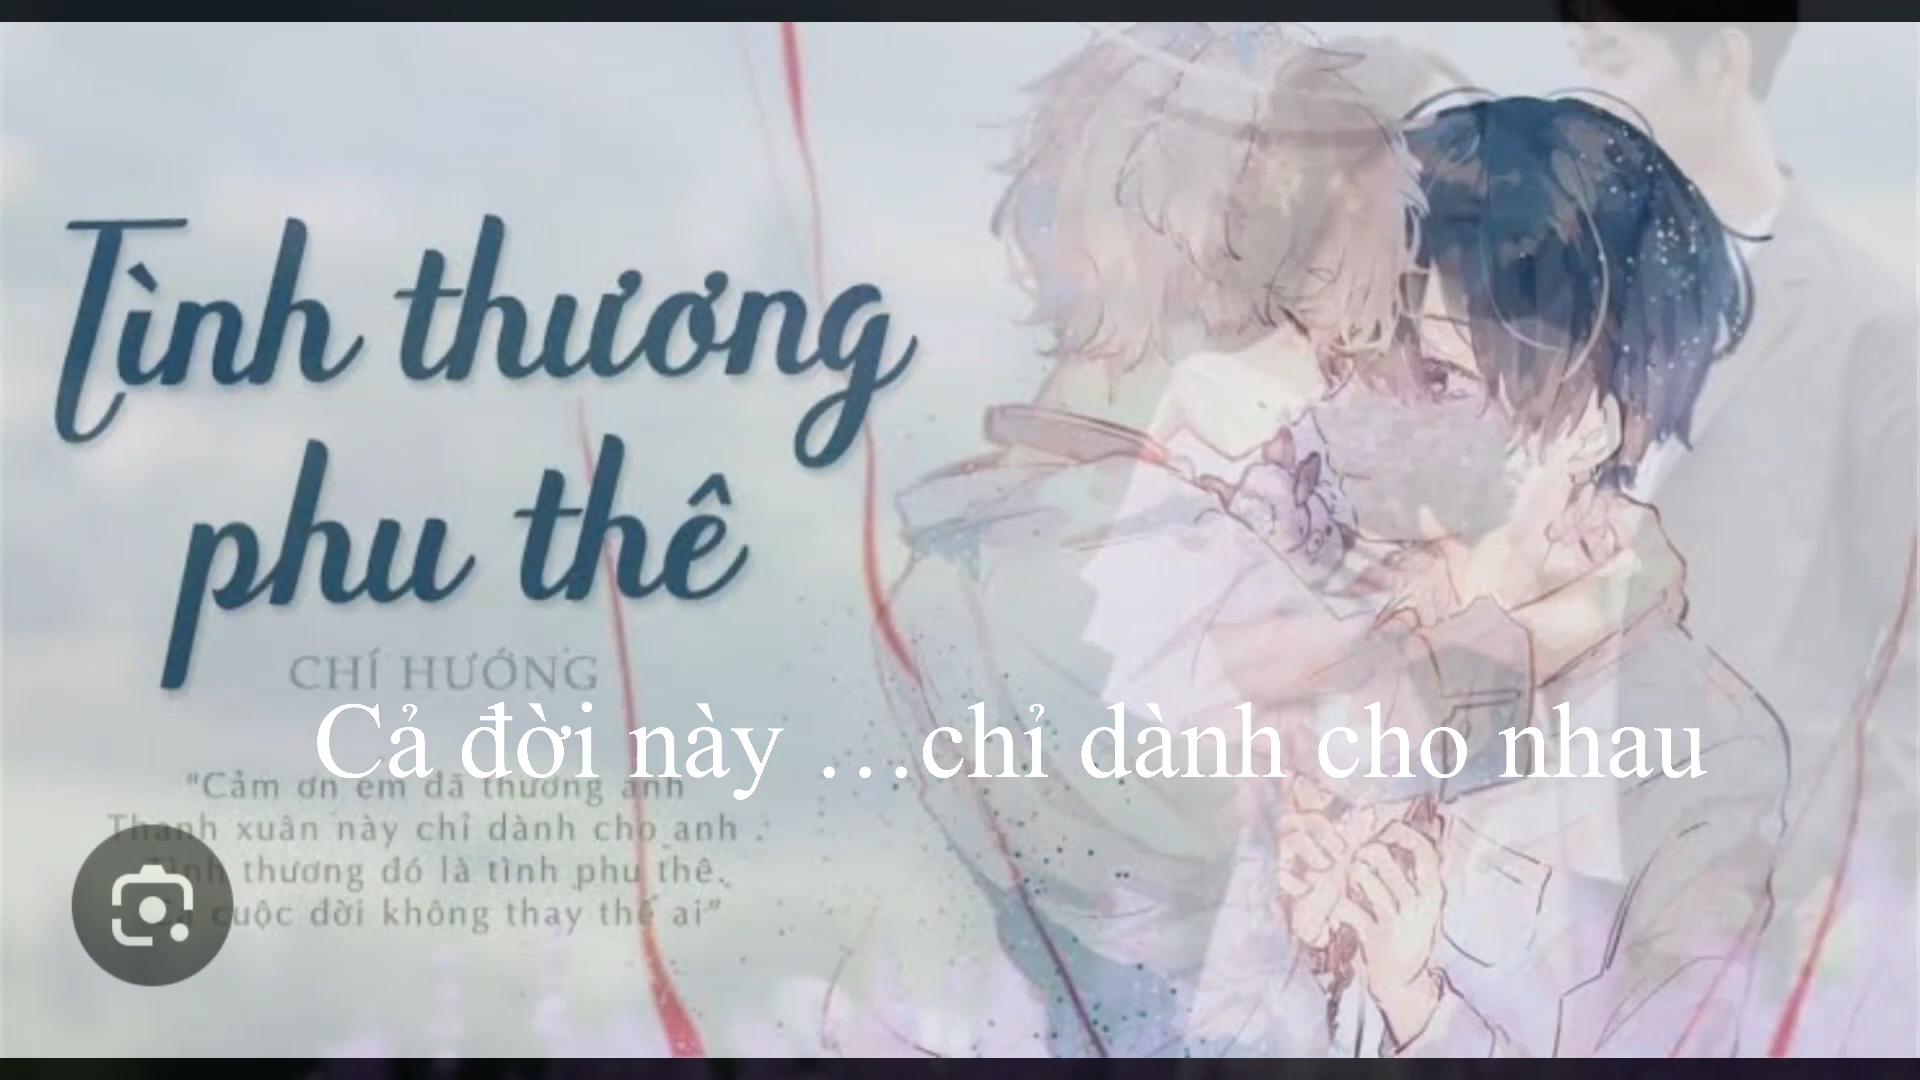 Tình thương
phu thê
CHÍ HƯỚNG
Cả đời này ...chỉ dành cho nhau
"Cảm ơn em đã thương anh
Thanh xuân này chỉ dành cho anh
Tình thương đó là tình phu thê.
Cả cuộc đời không thay thế ai"